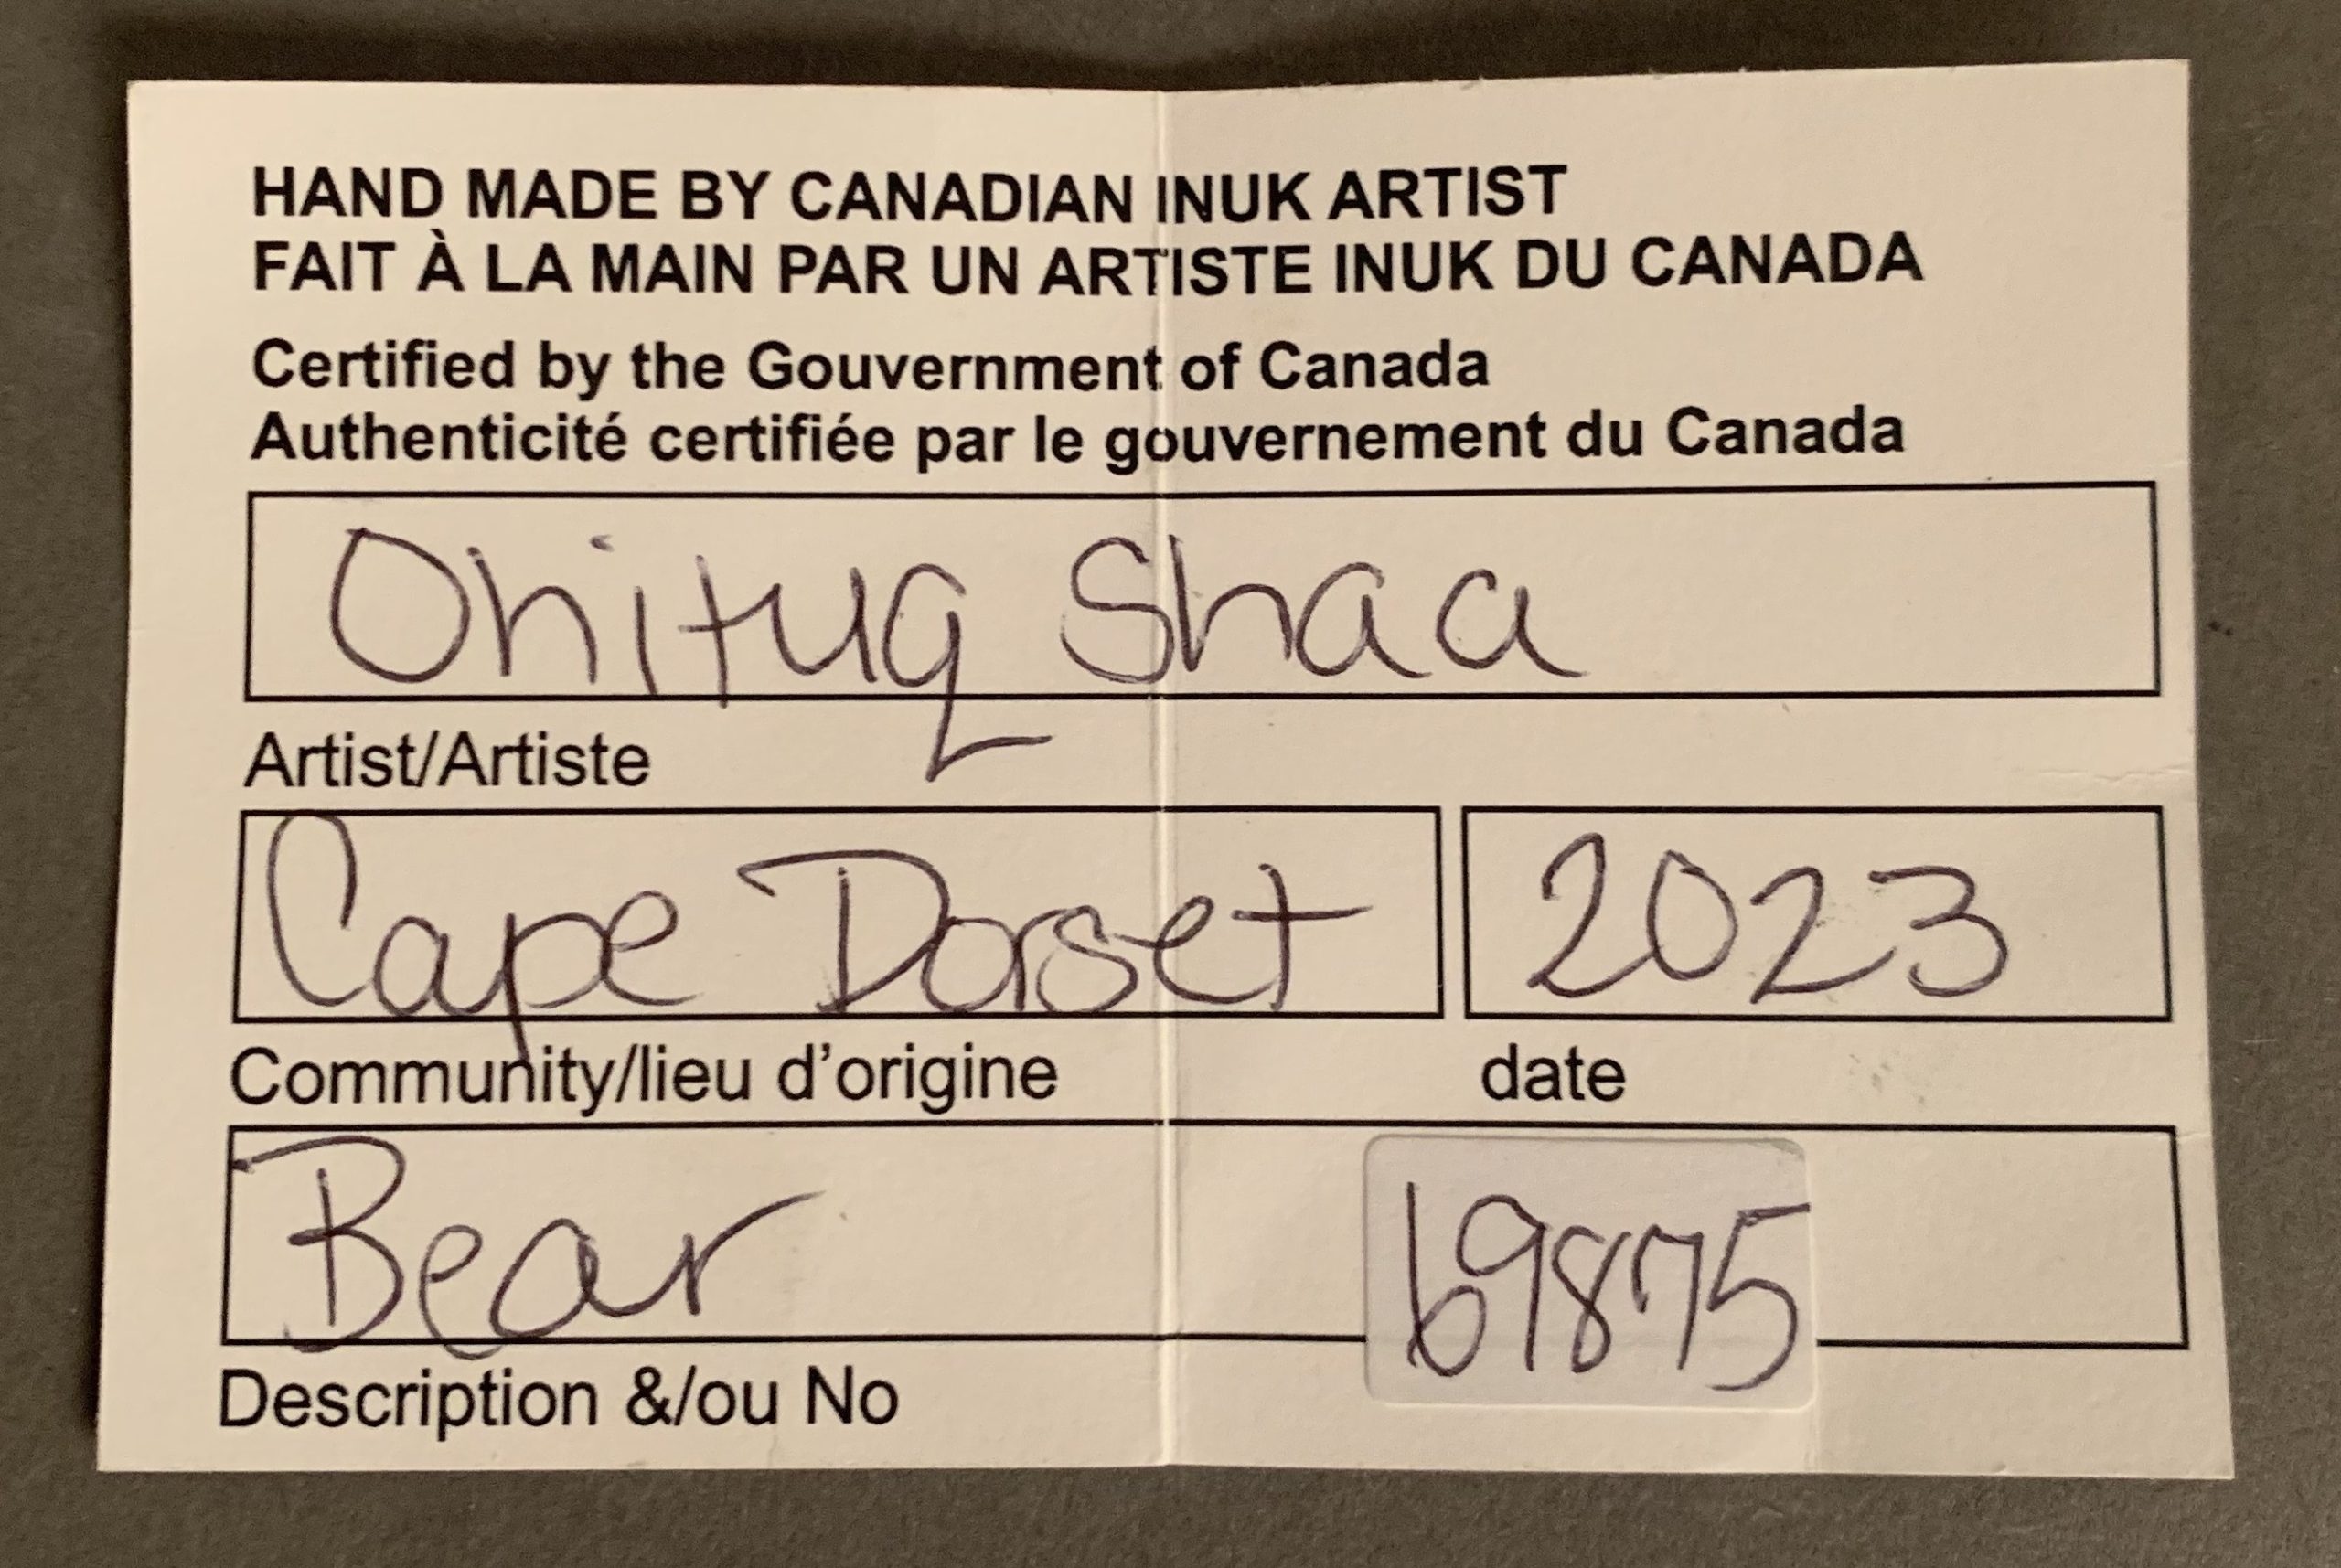 HAND MADE BY CANADIAN INUK ARTIST
FAIT À LA MAIN PAR UN ARTISTE INUK DU CANADA
Certified by the Gouvernment of Canada
Authenticité certifiée par le gouvernement du Canada
Ohituq Shaa
Artist/Artiste
Cape Dorset 2023
Community/lieu d’origine date
Bear 69875
Description &/ou No